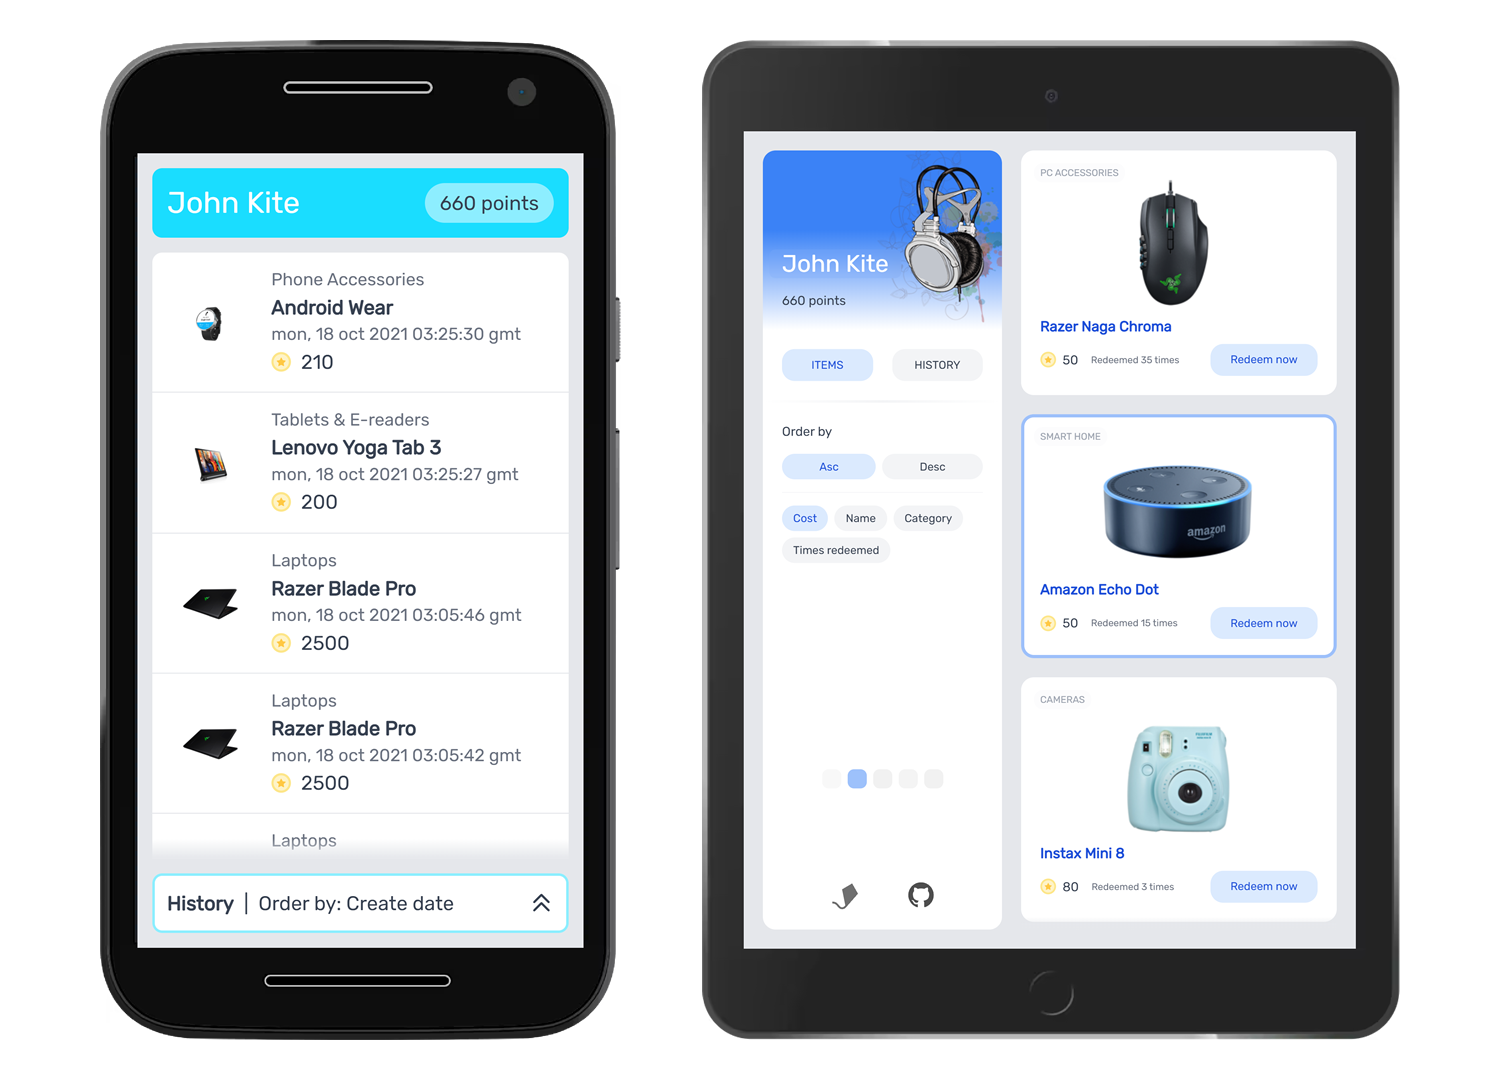 John Kite
660 points
Phone Accessories
Android Wear
mon, 18 oct 2021 03:25:30 gmt
210
Tablets & E-readers
Lenovo Yoga Tab 3
mon, 18 oct 2021 03:25:27 gmt
200
Laptops
Razer Blade Pro
mon, 18 oct 2021 03:05:46 gmt
2500
Laptops
Razer Blade Pro
mon, 18 oct 2021 03:05:42 gmt
2500
Laptops
History | Order by: Create date
John Kite
660 points
ITEMS HISTORY
Order by
Asc Desc
Cost Name Category
Times redeemed
PC ACCESSORIES
Razer Naga Chroma
50 Redeemed 35 times Redeem now
SMART HOME
amazon
Amazon Echo Dot
50 Redeemed 15 times Redeem now
CAMERAS
Instax Mini 8
80 Redeemed 3 times Redeem now